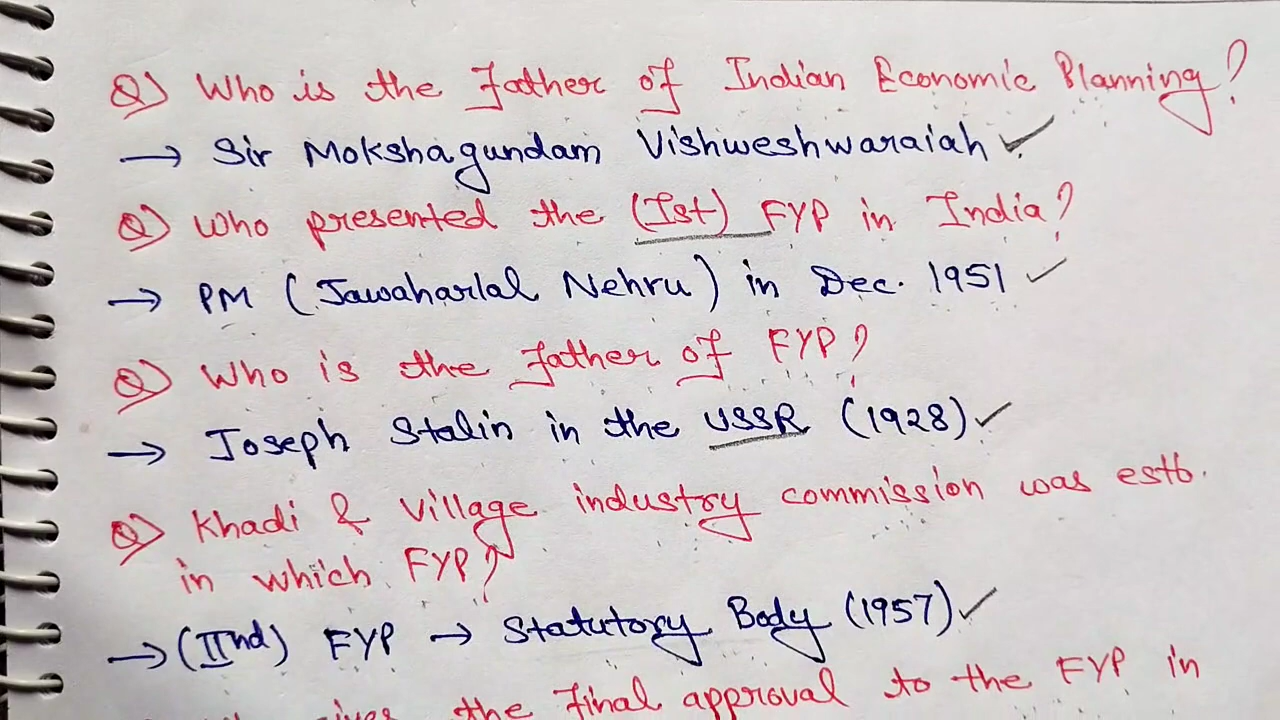 Q) Who is the father of Indian Economic Planning?
→ Sir Mokshagundam Vishweshwaraiah ✓
Q) Who presented the (Ist) FYP in India?
→ PM (Jawaharlal Nehru) in Dec. 1951 ✓
Q) Who is the father of FYP?
→ Joseph Stalin in the USSR (1928) ✓
Q) Khadi & Village industry commission was estb.
in which FYP?
→ (IInd) FYP → Statutory Body (1957) ✓
the final approval to the FYP in